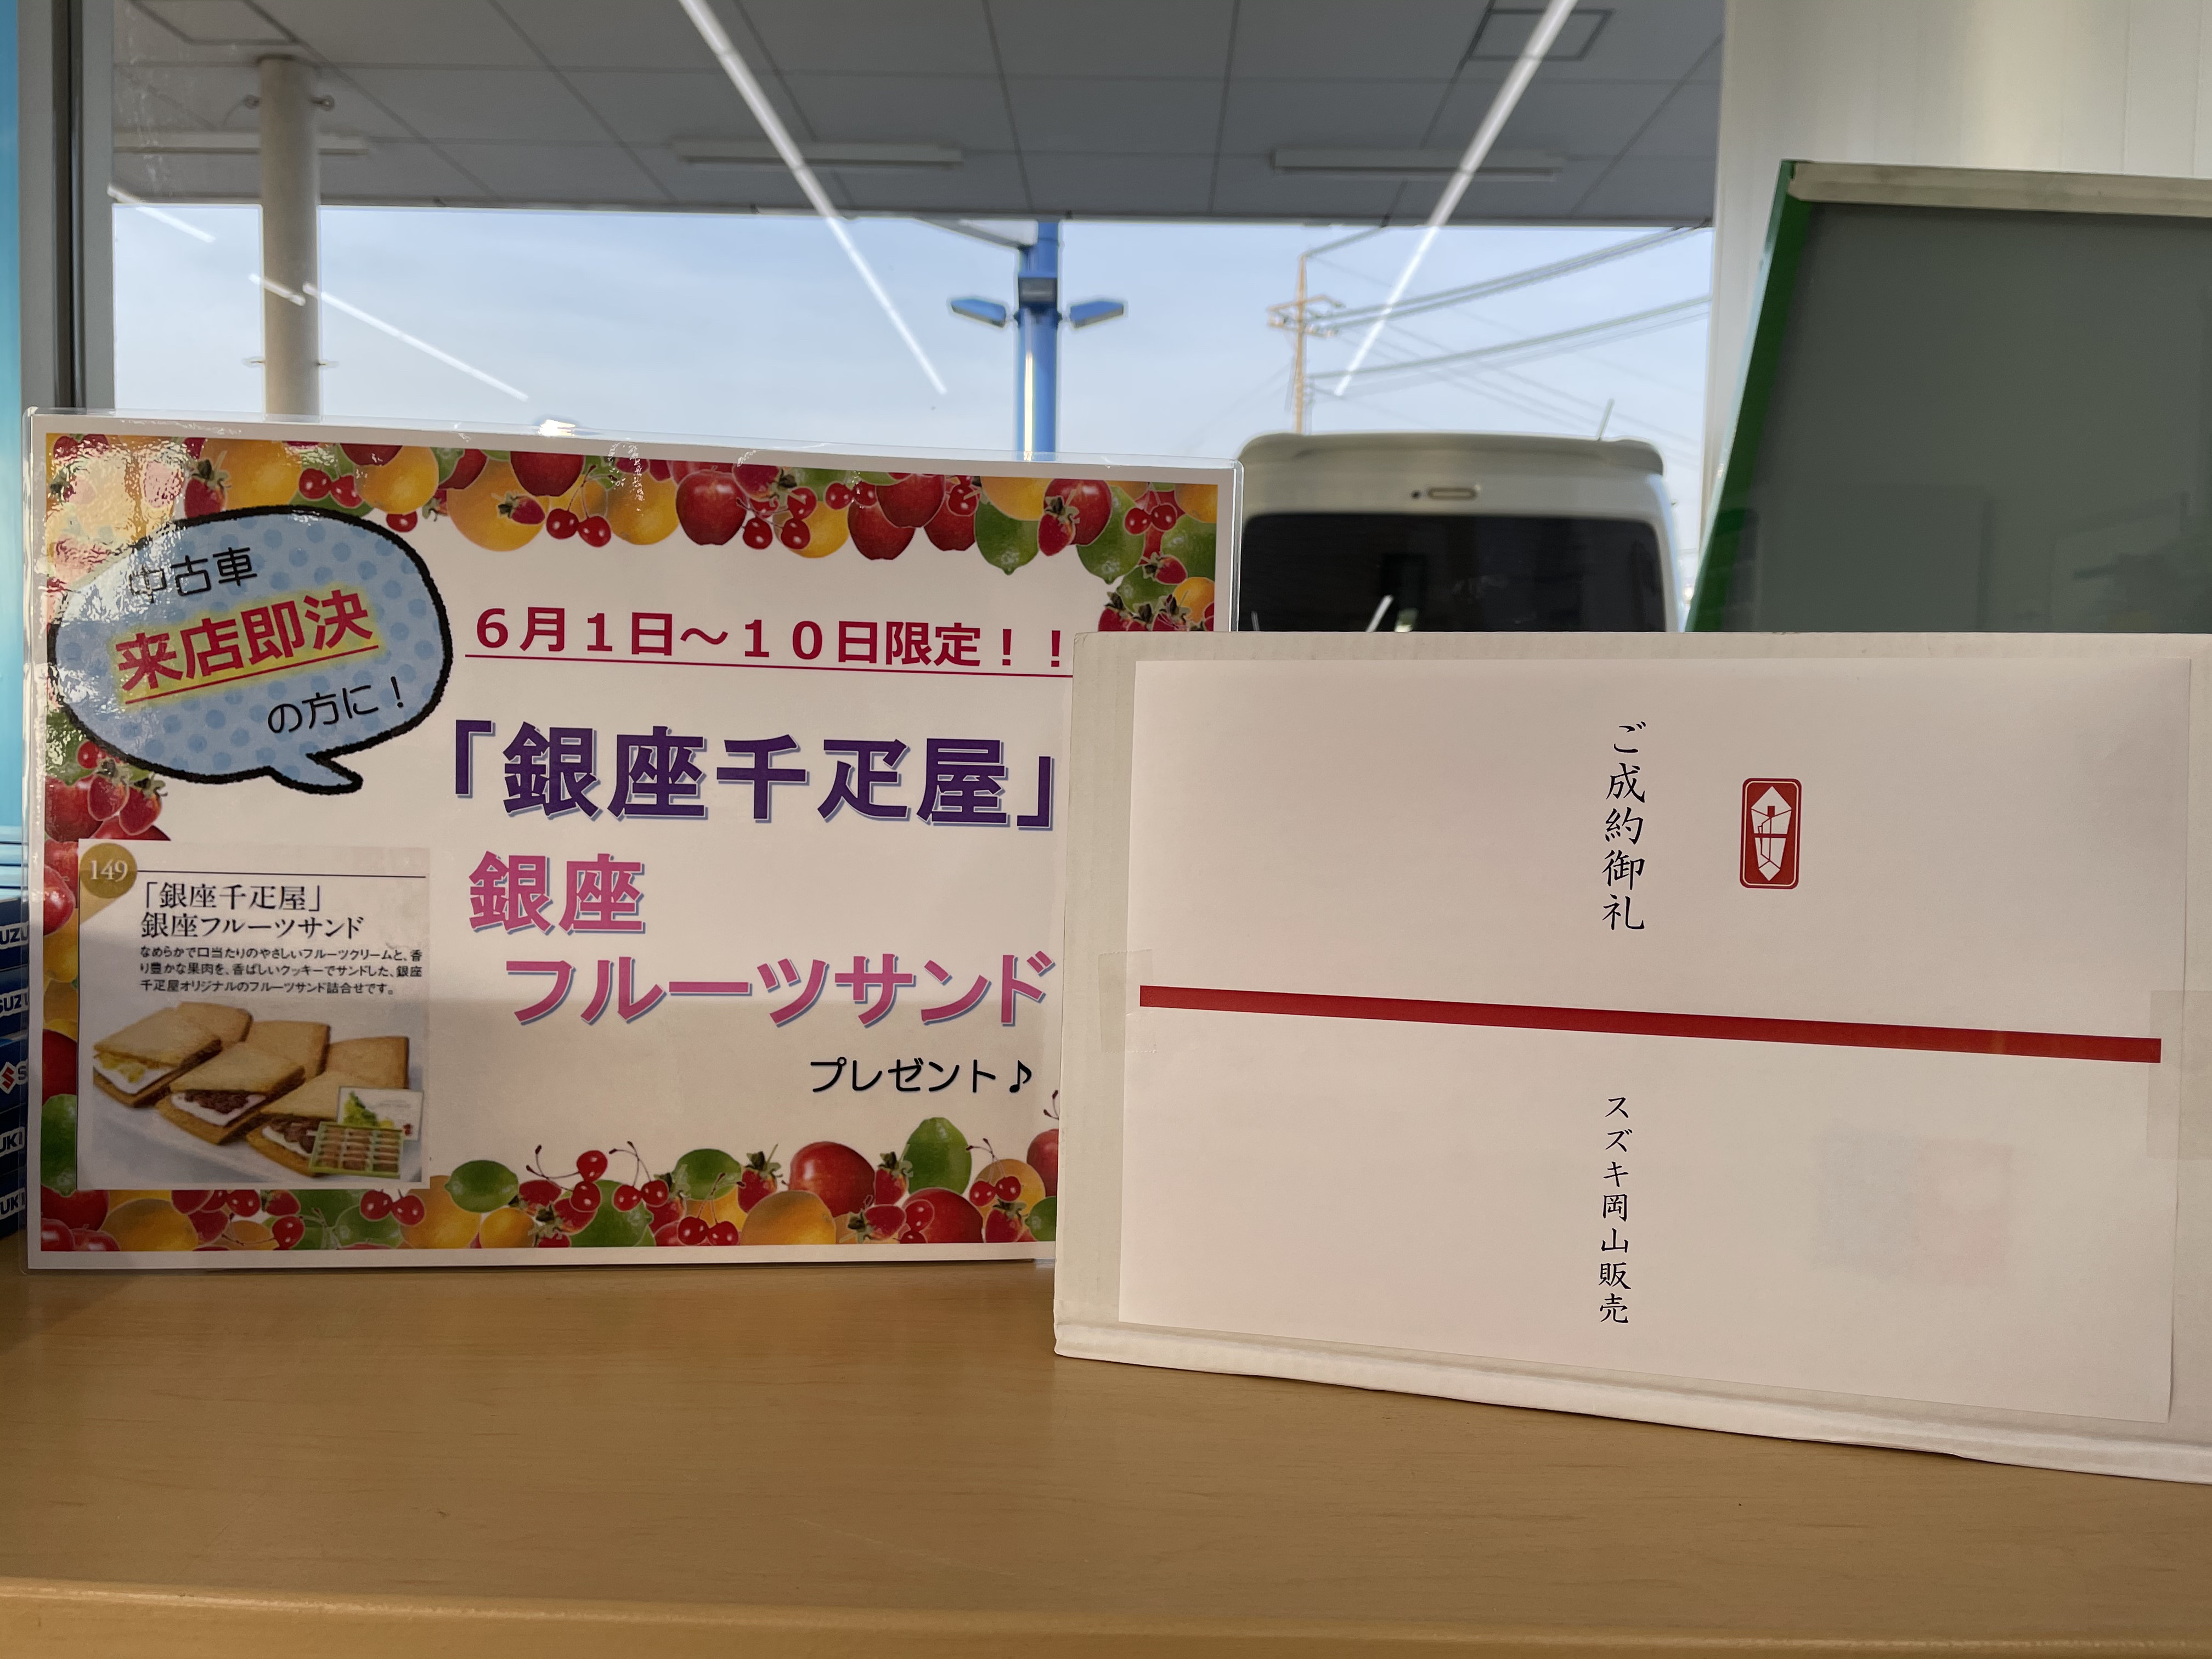 中古車
来店即決
の方に！
６月１日～１０日限定！！
「銀座千疋屋」
銀座
フルーツサンド
プレゼント♪
149
「銀座千疋屋」
銀座フルーツサンド
なめらかで口当たりのやさしいフルーツクリームと、香
り豊かな果肉を、香ばしいクッキーでサンドした、銀座
千疋屋オリジナルのフルーツサンド詰合せです。
ご成約御礼
スズキ岡山販売